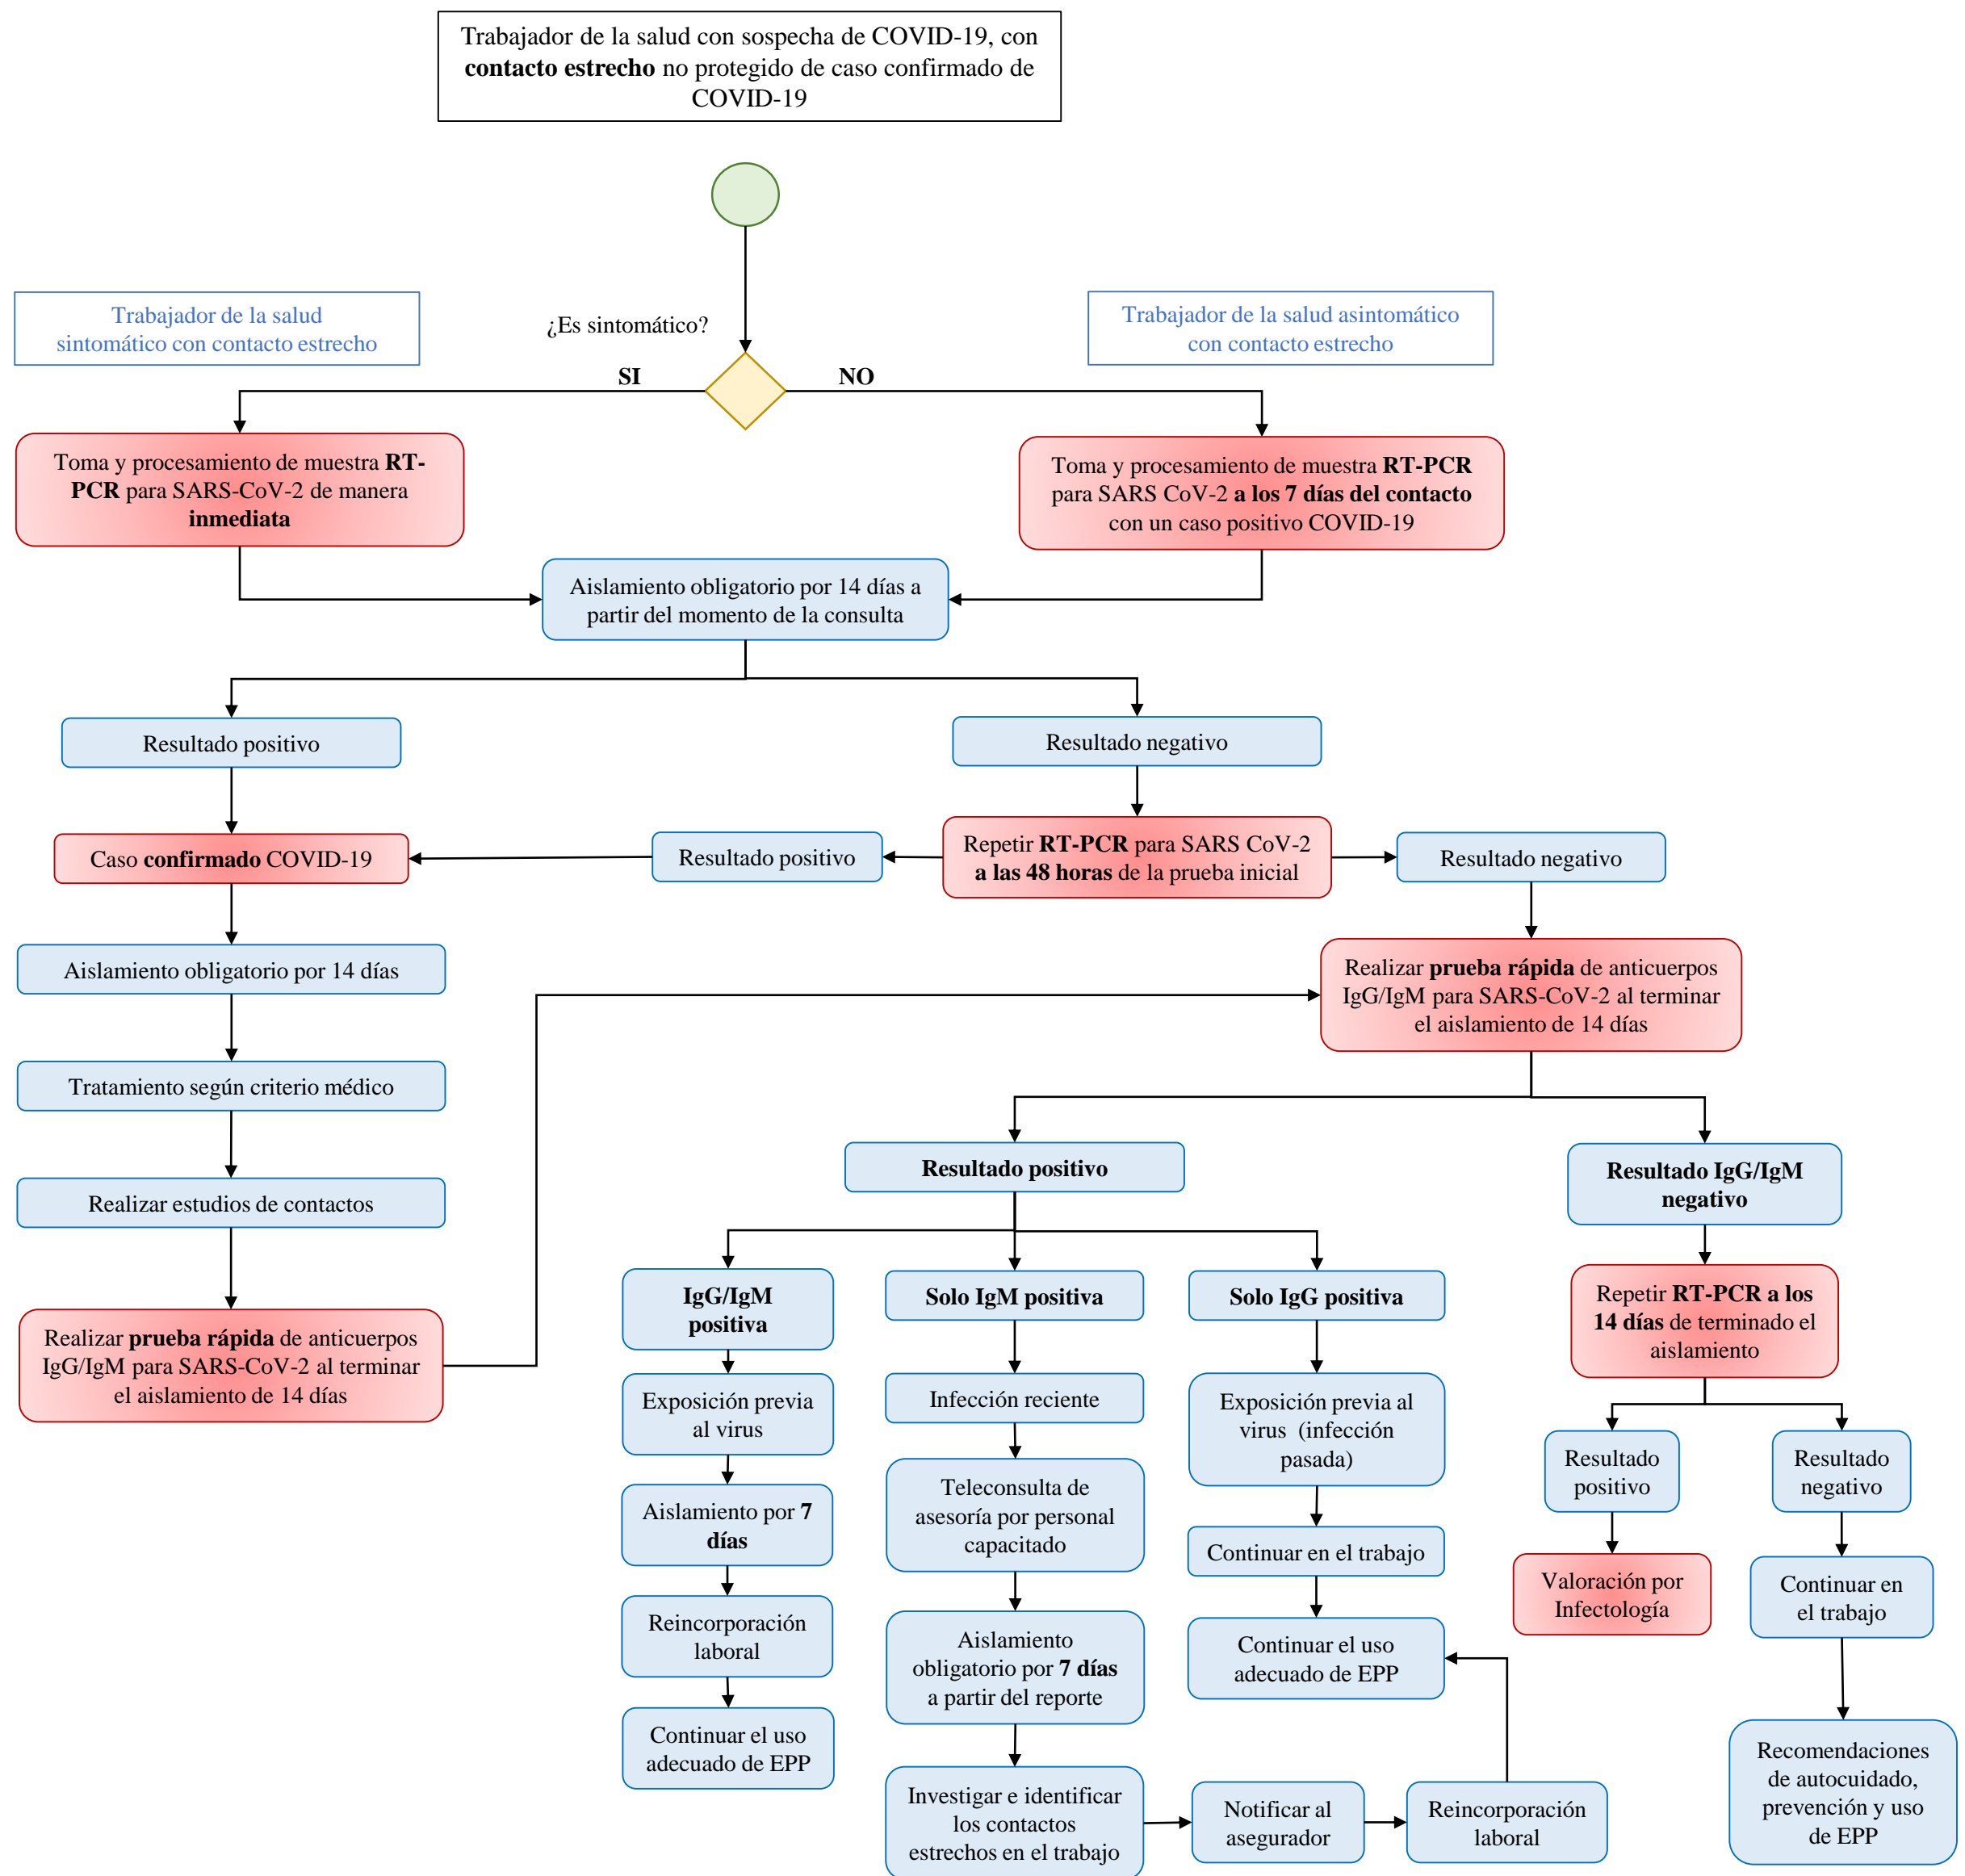 Trabajador de la salud con sospecha de COVID-19, con
contacto estrecho no protegido de caso confirmado de
COVID-19
Trabajador de la salud
sintomático con contacto estrecho
¿Es sintomático?
Trabajador de la salud asintomático
con contacto estrecho
SI
NO
Toma y procesamiento de muestra RT-
PCR para SARS-CoV-2 de manera
inmediata
Toma y procesamiento de muestra RT-PCR
para SARS CoV-2 a los 7 días del contacto
con un caso positivo COVID-19
Aislamiento obligatorio por 14 días a
partir del momento de la consulta
Resultado positivo
Resultado negativo
Caso confirmado COVID-19
Resultado positivo
Repetir RT-PCR para SARS CoV-2
a las 48 horas de la prueba inicial
Resultado negativo
Aislamiento obligatorio por 14 días
Realizar prueba rápida de anticuerpos
IgG/IgM para SARS-CoV-2 al terminar
el aislamiento de 14 días
Tratamiento según criterio médico
Realizar estudios de contactos
Realizar prueba rápida de anticuerpos
IgG/IgM para SARS-CoV-2 al terminar
el aislamiento de 14 días
Resultado positivo
Resultado IgG/IgM
negativo
IgG/IgM
positiva
Solo IgM positiva
Solo IgG positiva
Repetir RT-PCR a los
14 días de terminado el
aislamiento
Exposición previa
al virus
Infección reciente
Exposición previa al
virus (infección
pasada)
Resultado
positivo
Resultado
negativo
Aislamiento por 7
días
Teleconsulta de
asesoría por personal
capacitado
Continuar en el trabajo
Valoración por
Infectología
Continuar en
el trabajo
Reincorporación
laboral
Aislamiento
obligatorio por 7 días
a partir del reporte
Continuar el uso
adecuado de EPP
Continuar el uso
adecuado de EPP
Investigar e identificar
los contactos
estrechos en el trabajo
Notificar al
asegurador
Reincorporación
laboral
Recomendaciones
de autocuidado,
prevención y uso
de EPP